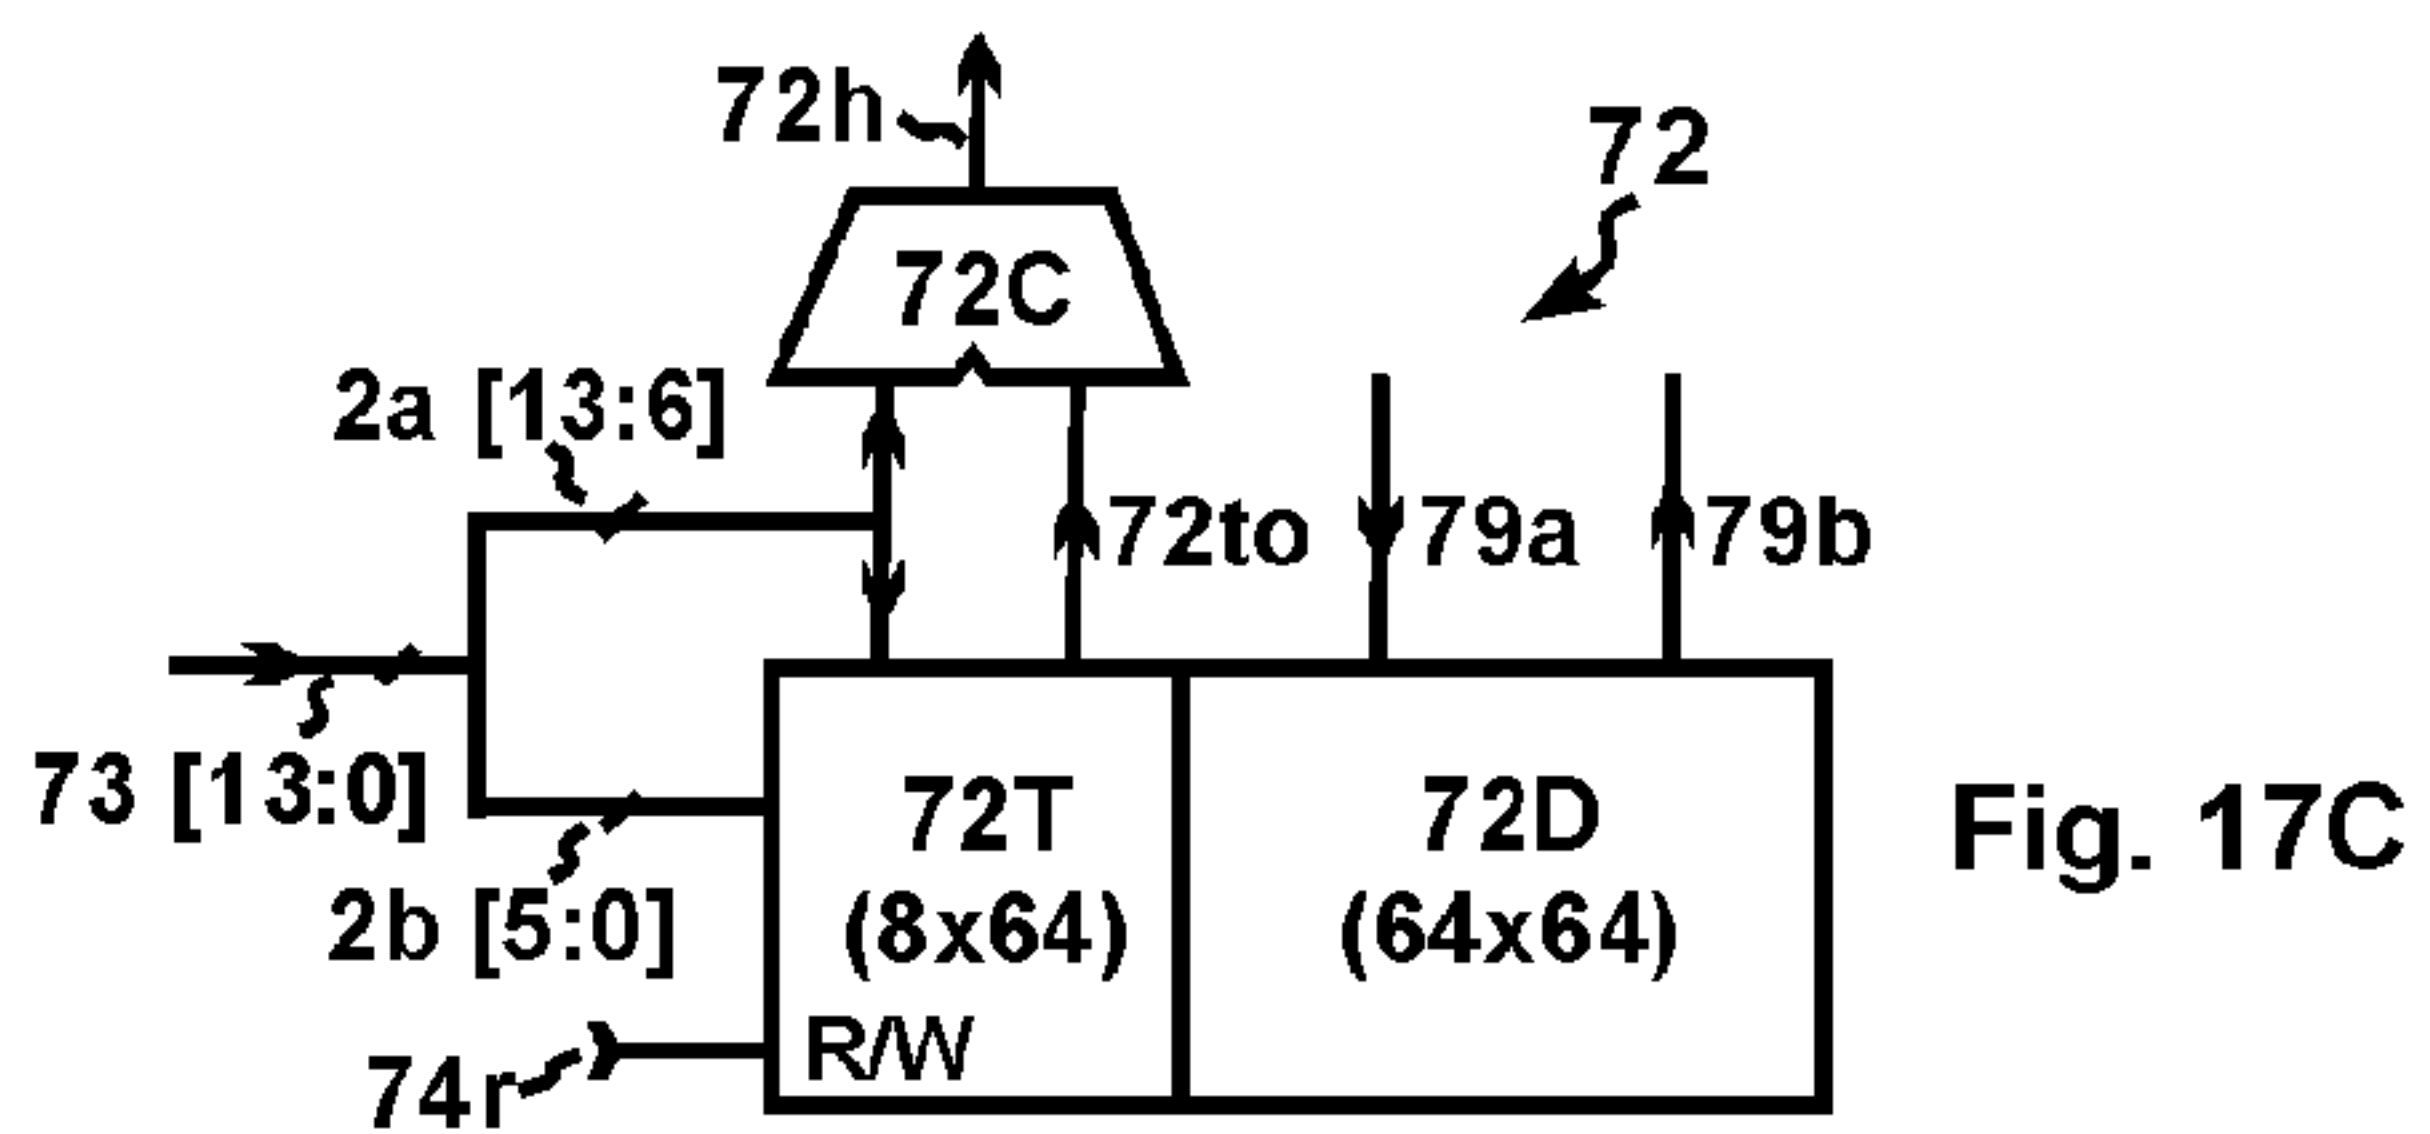 72h
72
72C
2a [13:6]
72to
79a
79b
73 [13:0]
72T
(8x64)
72D
(64x64)
Fig. 17C
2b [5:0]
R/W
74r